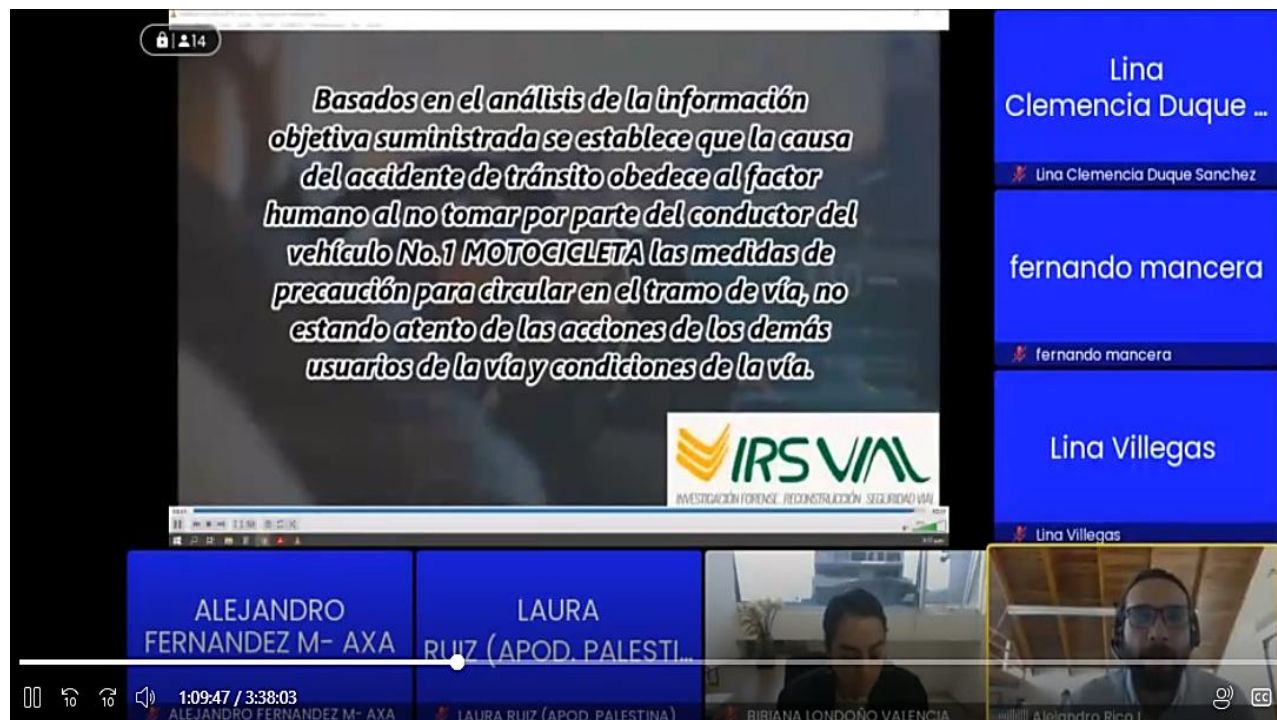 14
Basados en el análisis de la información
objetiva suministrada se establece que la causa
del accidente de tránsito obedece al factor
humano al no tomar por parte del conductor del
vehículo No.1 MOTOCICLETA las medidas de
precaución para circular en el tramo de vía, no
estando atento de las acciones de los demás
usuarios de la vía y condiciones de la vía.
IRS VIAL
INVESTIGACIÓN FORENSE. RECONSTRUCCIÓN SEGURIDAD VIAL
Lina
Clemencia Duque ...
Lina Clemencia Duque Sanchez
fernando mancera
fernando mancera
Lina Villegas
Lina Villegas
ALEJANDRO
FERNANDEZ M- AXA
ALEJANDRO FERNANDEZ M- AXA
LAURA
RUIZ (APOD. PALESTI...
LAURA RUIZ (APOD. PALESTINA)
BIBIANA LONDOÑO VALENCIA
Alejandro Rico
10
10
1:09:47 / 3:38:03
CC